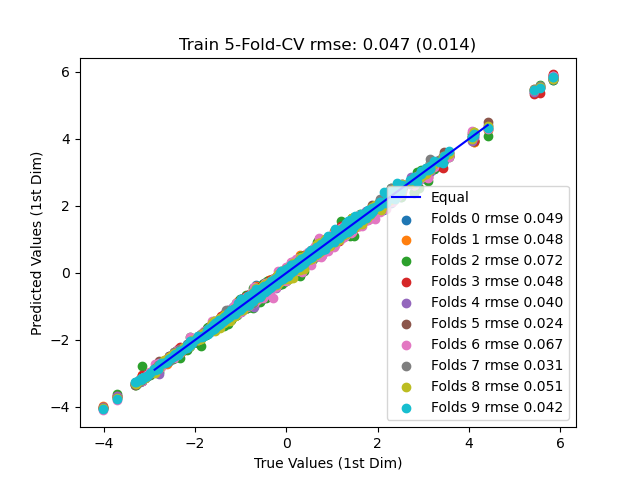 Train 5-Fold-CV rmse: 0.047 (0.014)
Predicted Values (1st Dim)
6
4
2
0
−2
−4
Equal
Folds 0 rmse 0.049
Folds 1 rmse 0.048
Folds 2 rmse 0.072
Folds 3 rmse 0.048
Folds 4 rmse 0.040
Folds 5 rmse 0.024
Folds 6 rmse 0.067
Folds 7 rmse 0.031
Folds 8 rmse 0.051
Folds 9 rmse 0.042
−4
−2
0
2
4
6
True Values (1st Dim)